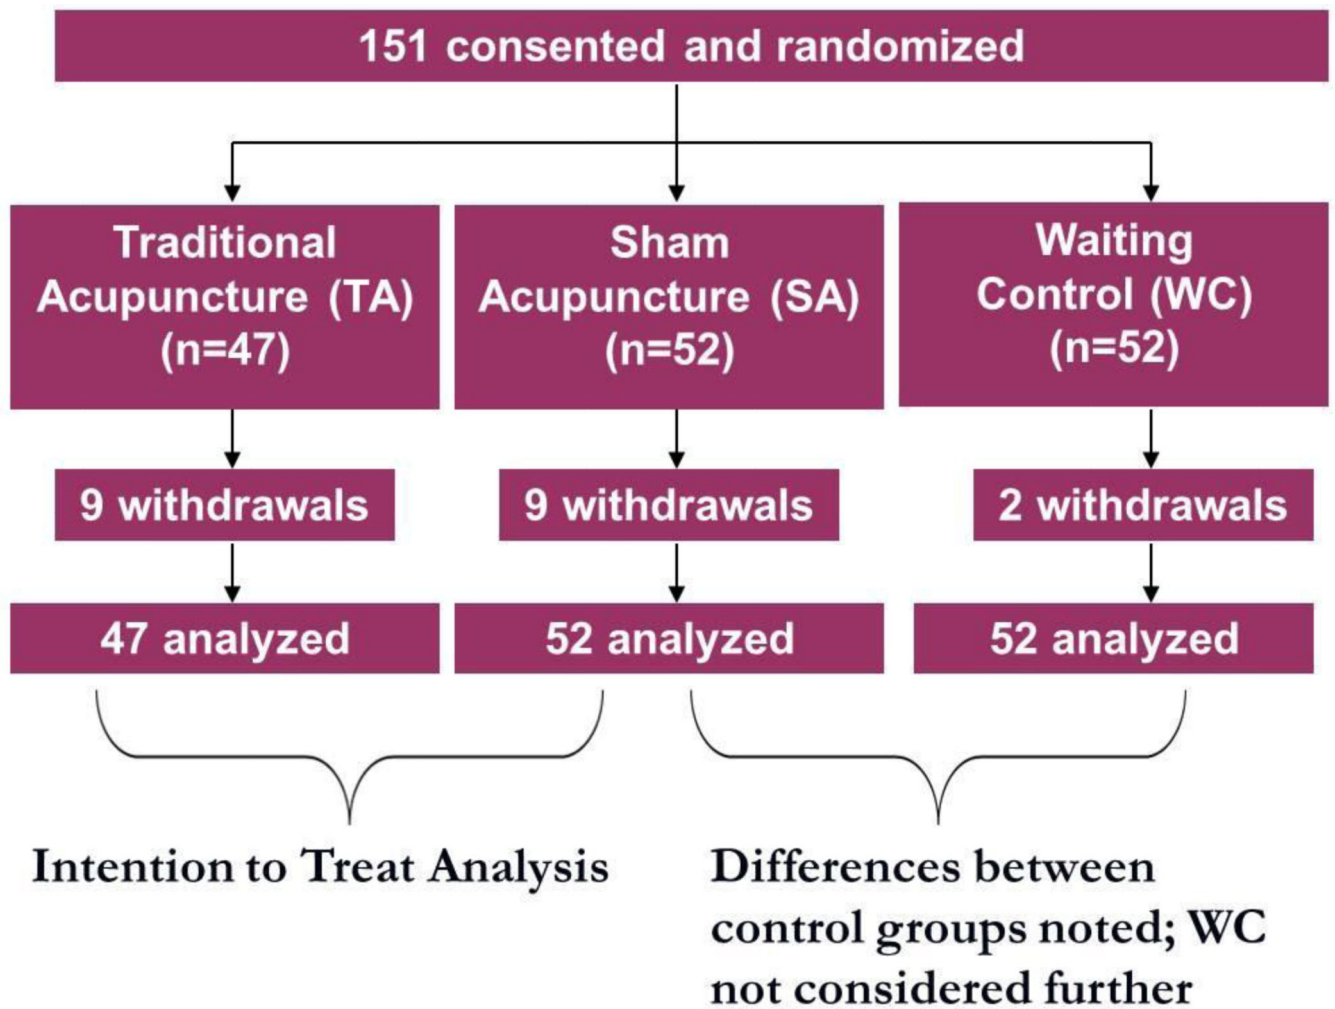 151 consented and randomized
Traditional
Acupuncture (TA)
(n=47)
Sham
Acupuncture (SA)
(n=52)
Waiting
Control (WC)
(n=52)
9 withdrawals
9 withdrawals
2 withdrawals
47 analyzed
52 analyzed
52 analyzed
Intention to Treat Analysis
Differences between
control groups noted; WC
not considered further